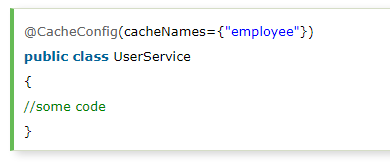 @CacheConfig(cacheNames={"employee"})
public class UserService
{
//some code
}